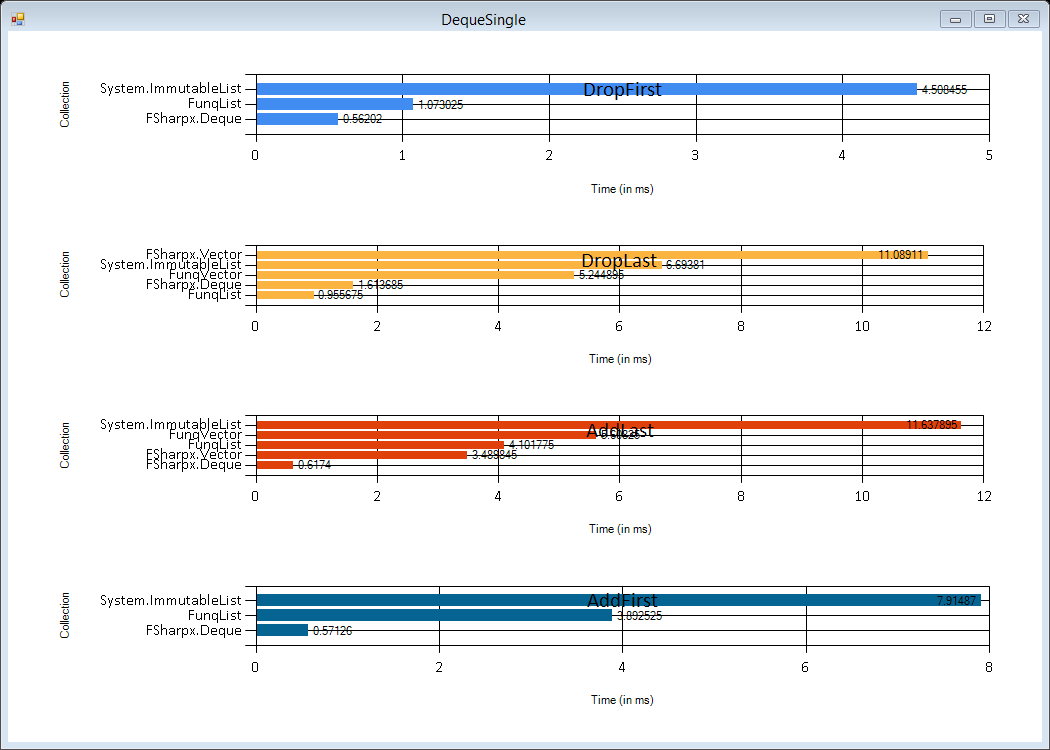 DequeSingle
DropFirst
Collection
System.ImmutableList 4.508455
FunqList 1.073025
FSharpx.Deque 0.56202
0 1 2 3 4 5
Time (in ms)
DropLast
Collection
FSharpx.Vector 11.08911
System.ImmutableList 6.69381
FunqVector 5.244895
FSharpx.Deque 1.613685
FunqList 0.955675
0 2 4 6 8 10 12
Time (in ms)
AddLast
Collection
System.ImmutableList 11.637895
FunqVector
FunqList 4.101775
FSharpx.Vector 3.489845
FSharpx.Deque 0.6174
0 2 4 6 8 10 12
Time (in ms)
AddFirst
Collection
System.ImmutableList 7.91487
FunqList 3.892525
FSharpx.Deque 0.57126
0 2 4 6 8
Time (in ms)